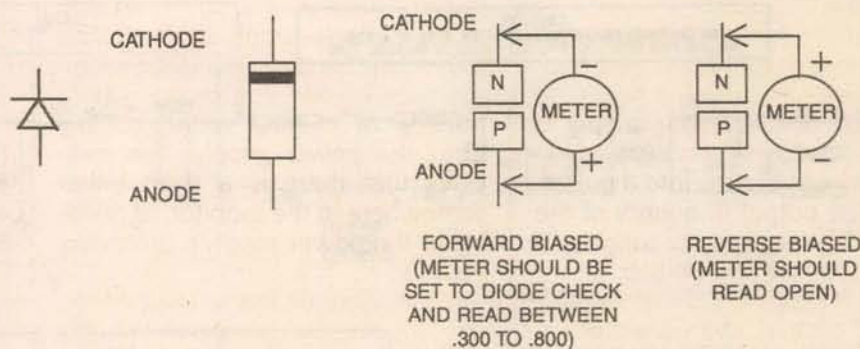 CATHODE
ANODE
CATHODE
N
P
METER
-
+
ANODE
FORWARD BIASED
(METER SHOULD BE
SET TO DIODE CHECK
AND READ BETWEEN
.300 TO .800)
N
P
METER
+
-
REVERSE BIASED
(METER SHOULD
READ OPEN)